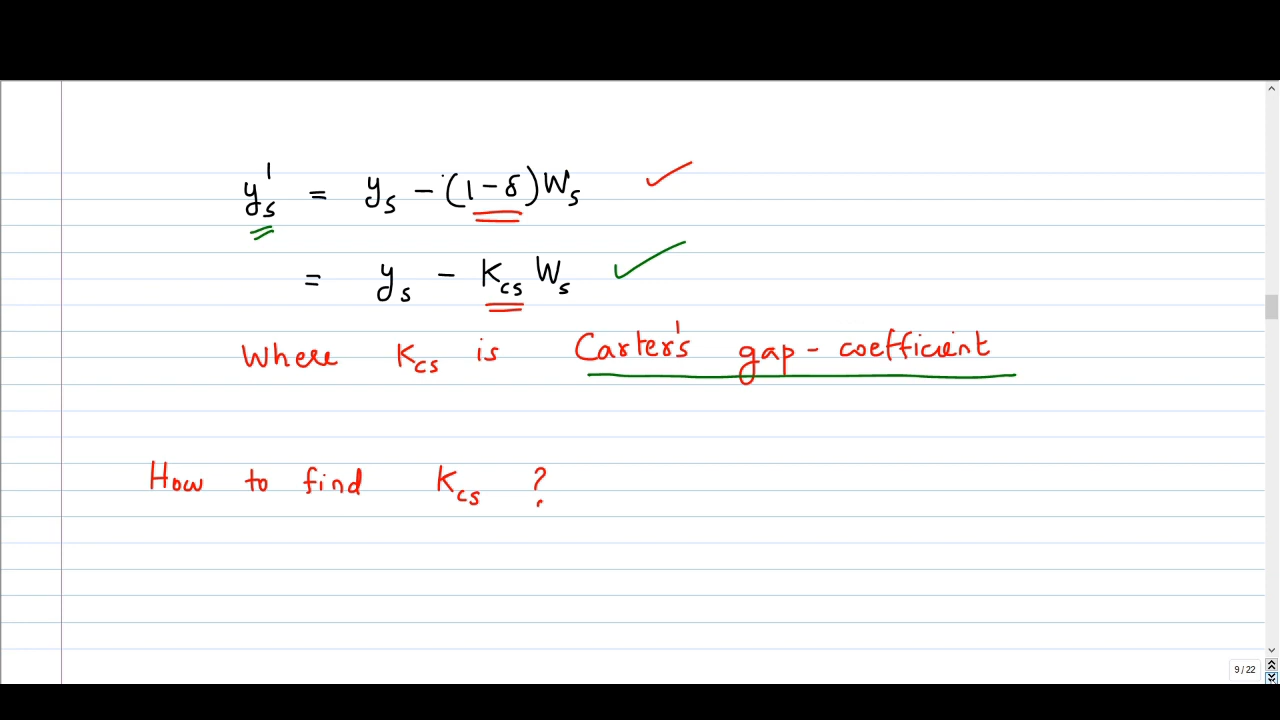 y's = ys - (1 - δ)Ws
= ys - Kcs Ws
Where Kcs is Carter's gap - coefficient
How to find Kcs ?
9 / 22